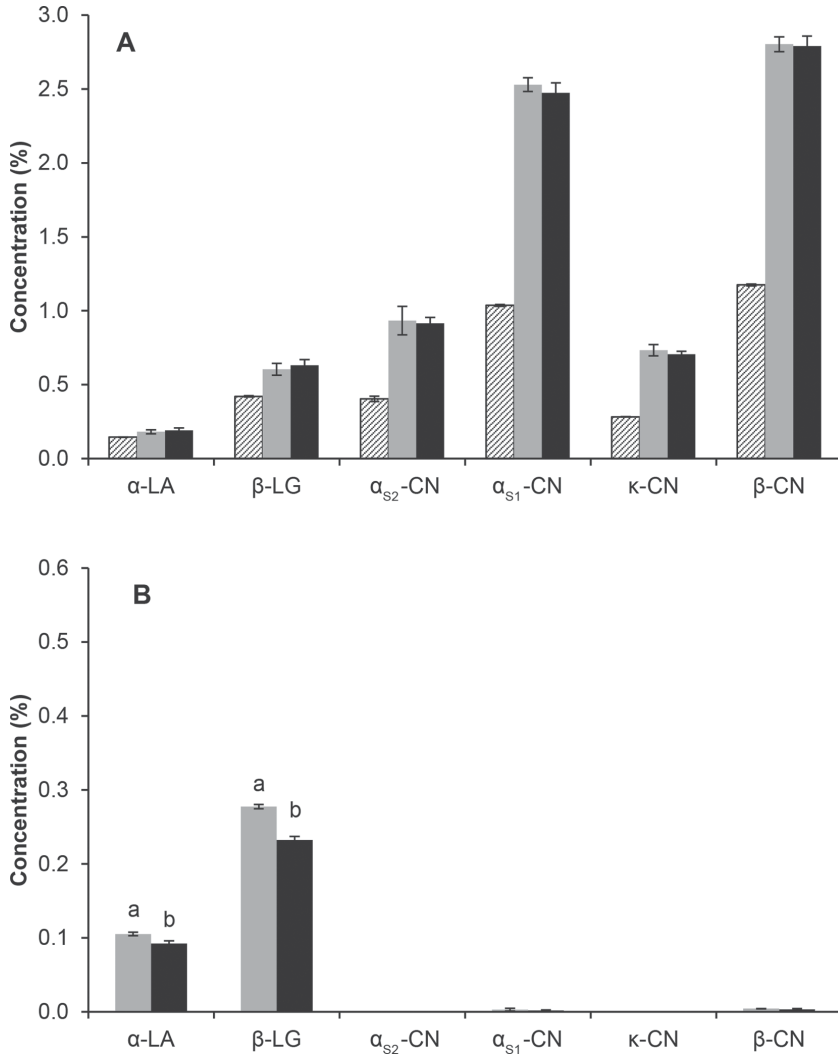 A
Concentration (%)
3.0
2.5
2.0
1.5
1.0
0.5
0.0
α-LA β-LG αS2-CN αS1-CN κ-CN β-CN
B
Concentration (%)
0.6
0.5
0.4
0.3
0.2
0.1
0.0
a b a b
α-LA β-LG αS2-CN αS1-CN κ-CN β-CN